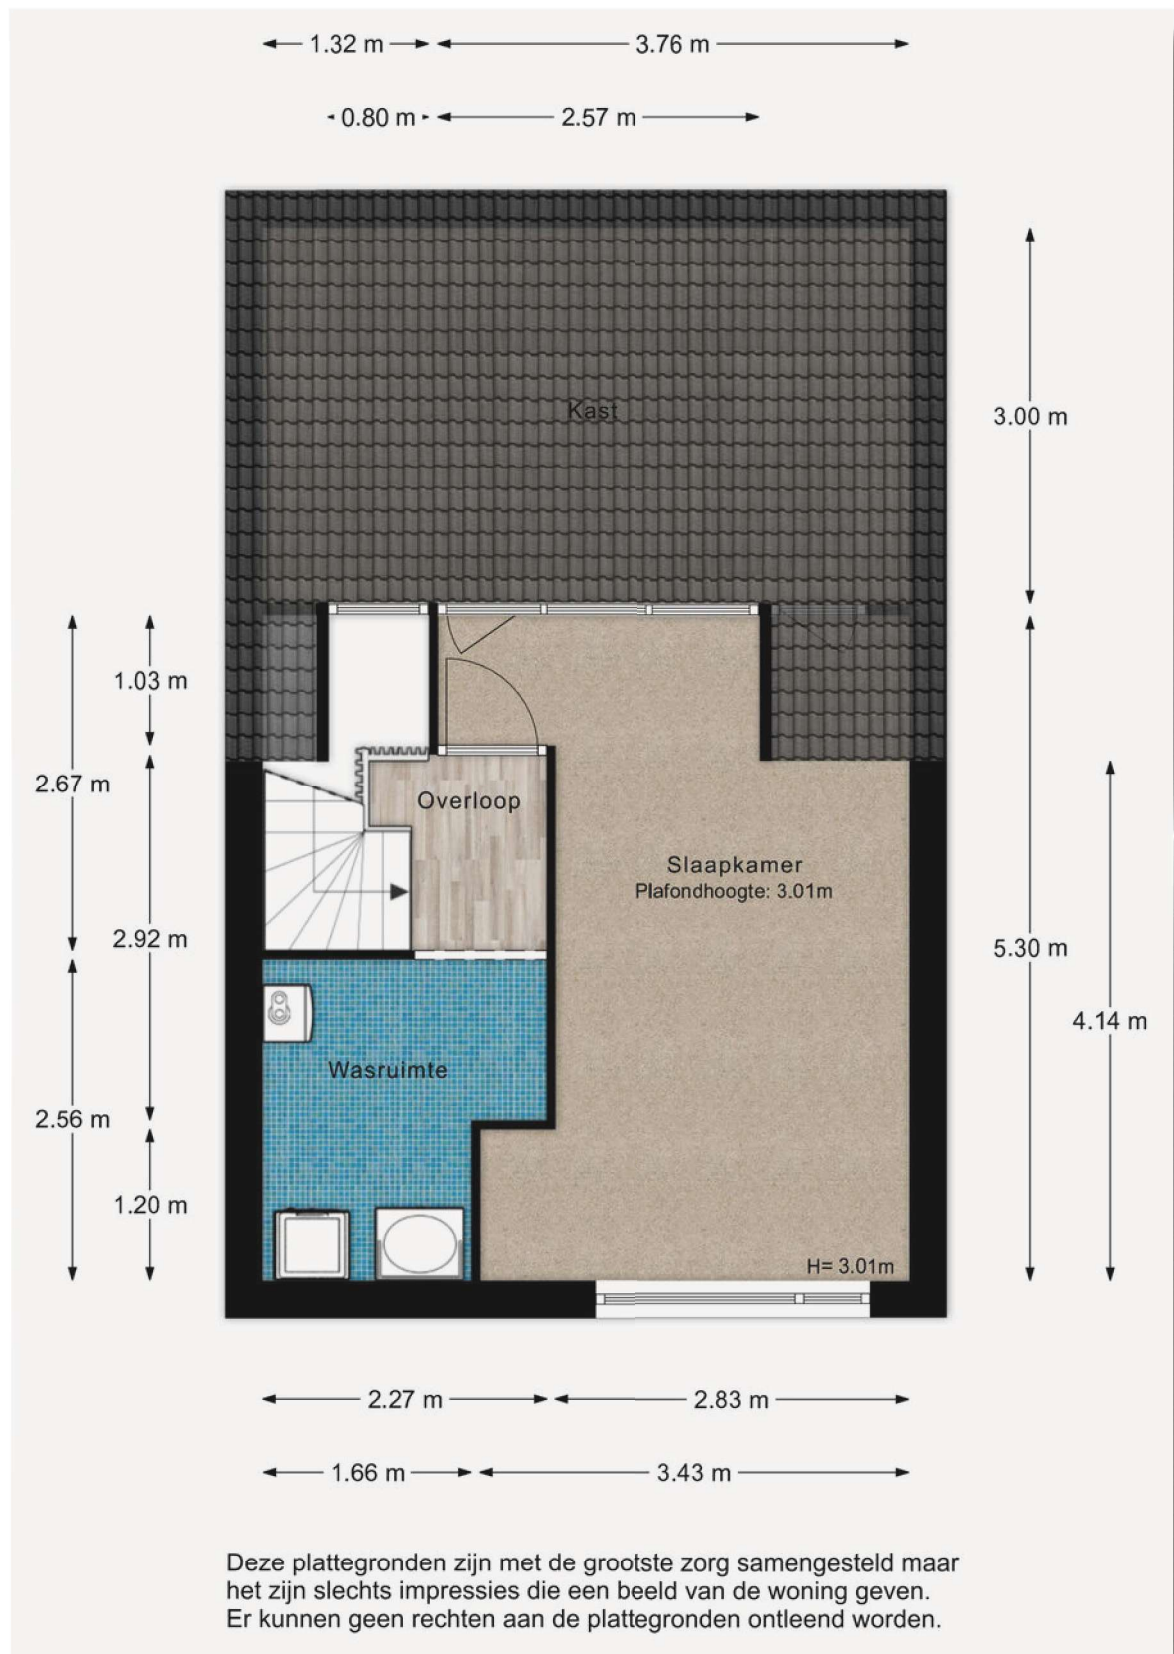 1.32 m 3.76 m
0.80 m 2.57 m
Kast
3.00 m
1.03 m
2.67 m
Overloop
Slaapkamer
Plafondhoogte: 3.01m
2.92 m
5.30 m
4.14 m
Wasruimte
2.56 m
1.20 m
H= 3.01m
2.27 m 2.83 m
1.66 m 3.43 m
Deze plattegronden zijn met de grootste zorg samengesteld maar
het zijn slechts impressies die een beeld van de woning geven.
Er kunnen geen rechten aan de plattegronden ontleend worden.